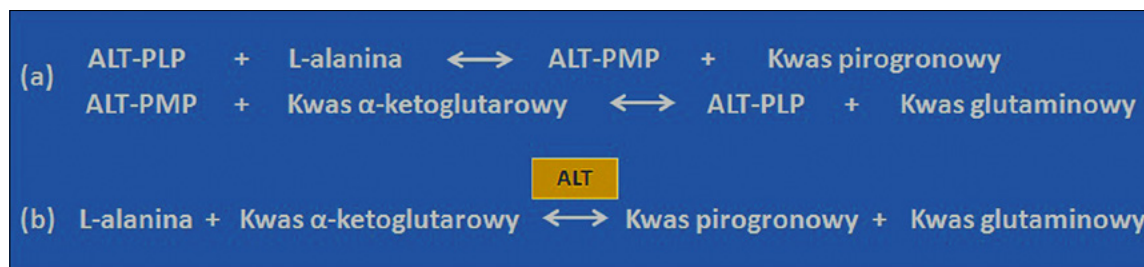 (a) ALT-PLP + L-alanina ⟷ ALT-PMP + Kwas pirogronowy
ALT-PMP + Kwas α-ketoglutarowy ⟷ ALT-PLP + Kwas glutaminowy
ALT
(b) L-alanina + Kwas α-ketoglutarowy ⟷ Kwas pirogronowy + Kwas glutaminowy